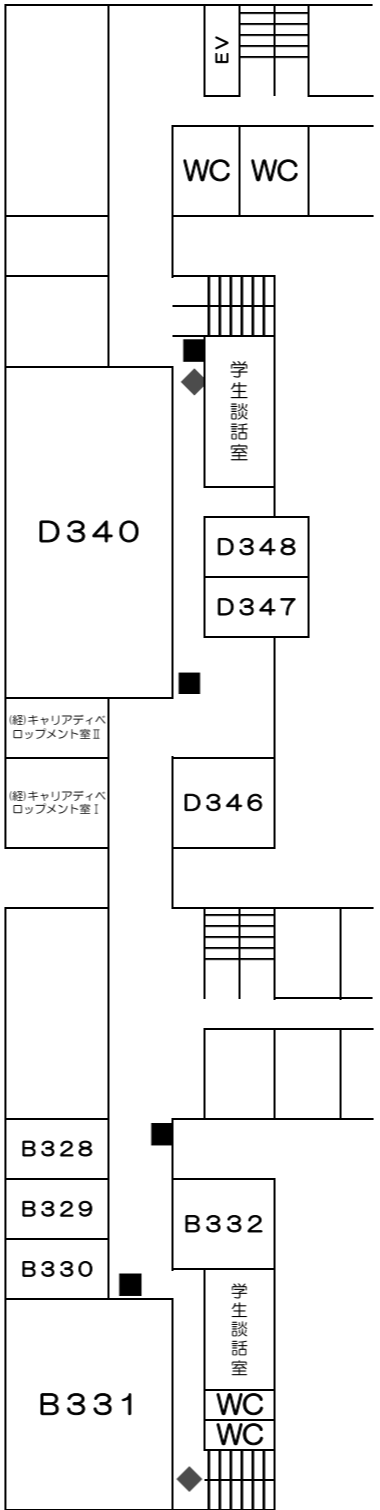 EV
WC WC
学生談話室
D340
D348
D347
(経)キャリアディベ
ロップメント室Ⅱ
(経)キャリアディベ
ロップメント室Ⅰ
D346
B328
B329
B332
B330
学生談話室
B331
WC
WC